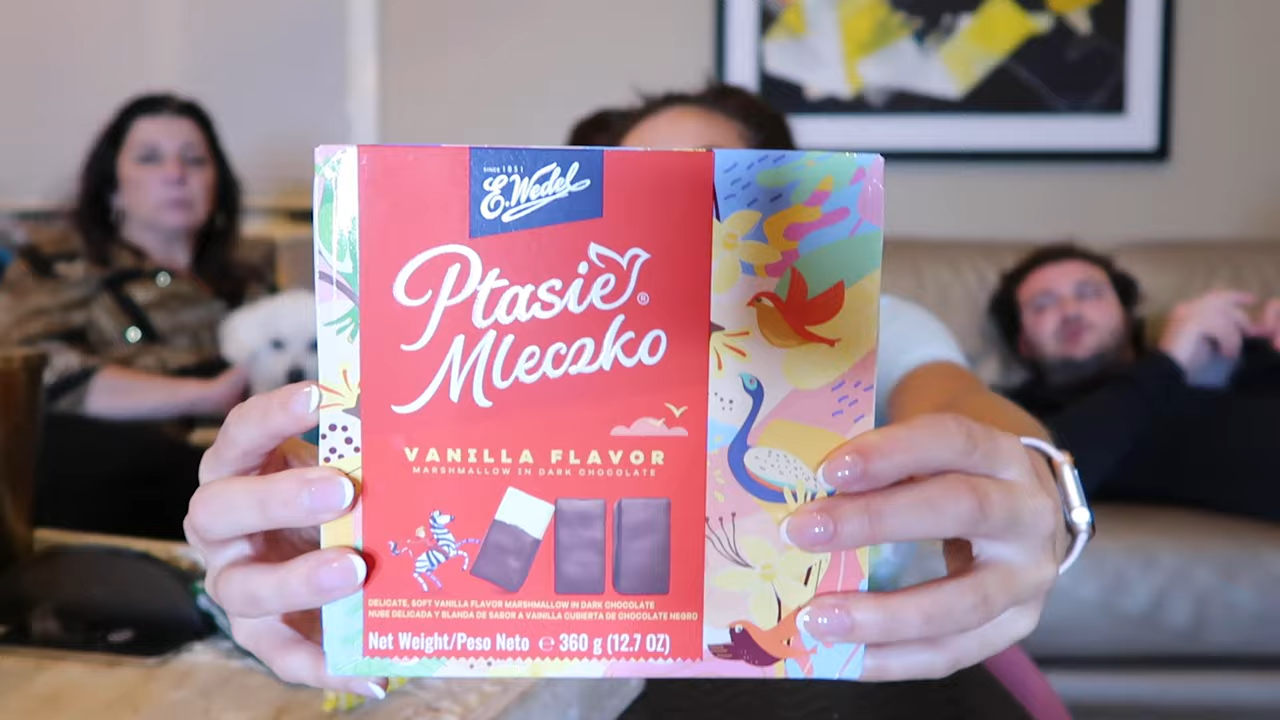 SINCE 1851
E.Wedel
Ptasie
Mleczko®
VANILLA FLAVOR
MARSHMALLOW IN DARK CHOCOLATE
DELICATE, SOFT VANILLA FLAVOR MARSHMALLOW IN DARK CHOCOLATE
NUBE DELICADA Y BLANDA DE SABOR A VAINILLA CUBIERTA DE CHOCOLATE NEGRO
Net Weight/Peso Neto ℮ 360 g (12.7 OZ)